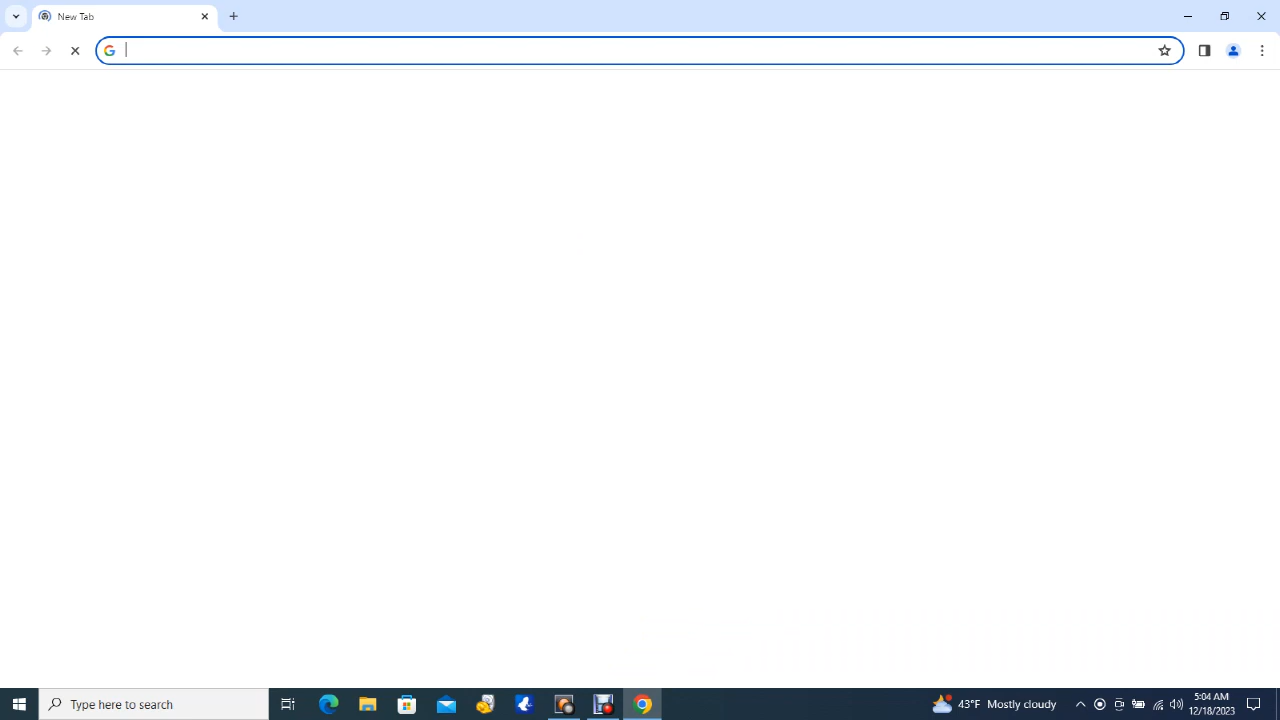 New Tab
Type here to search
43°F Mostly cloudy
5:04 AM
12/18/2023